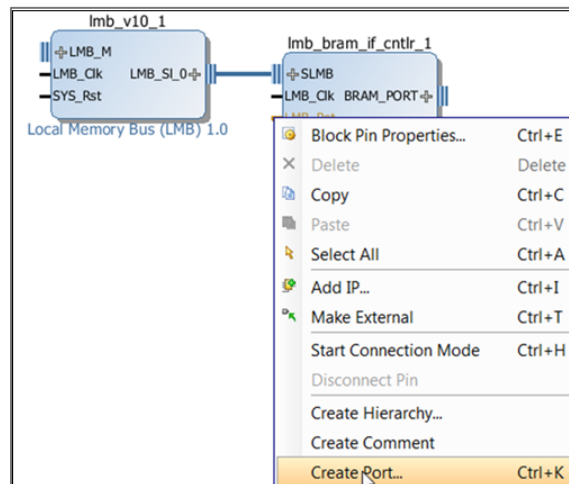 lmb_v10_1
LMB_M
LMB_Clk LMB_Sl_0
SYS_Rst
Local Memory Bus (LMB) 1.0
lmb_bram_if_cntlr_1
SLMB
LMB_Clk BRAM_PORT
LMB_Rst
Block Pin Properties... Ctrl+E
Delete Delete
Copy Ctrl+C
Paste Ctrl+V
Select All Ctrl+A
Add IP... Ctrl+I
Make External Ctrl+T
Start Connection Mode Ctrl+H
Disconnect Pin
Create Hierarchy...
Create Comment
Create Port... Ctrl+K